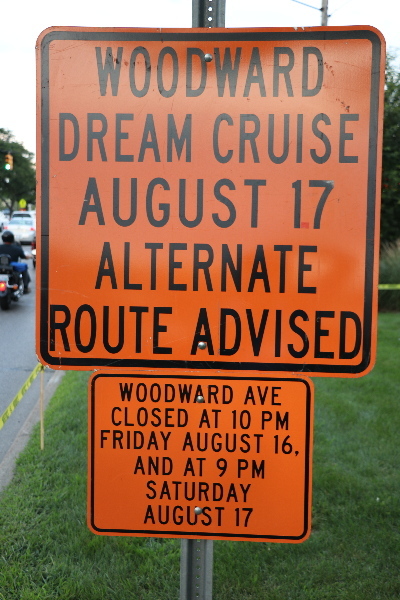 WOODWARD
DREAM CRUISE
AUGUST 17
ALTERNATE
ROUTE ADVISED
WOODWARD AVE
CLOSED AT 10 PM
FRIDAY AUGUST 16,
AND AT 9 PM
SATURDAY
AUGUST 17